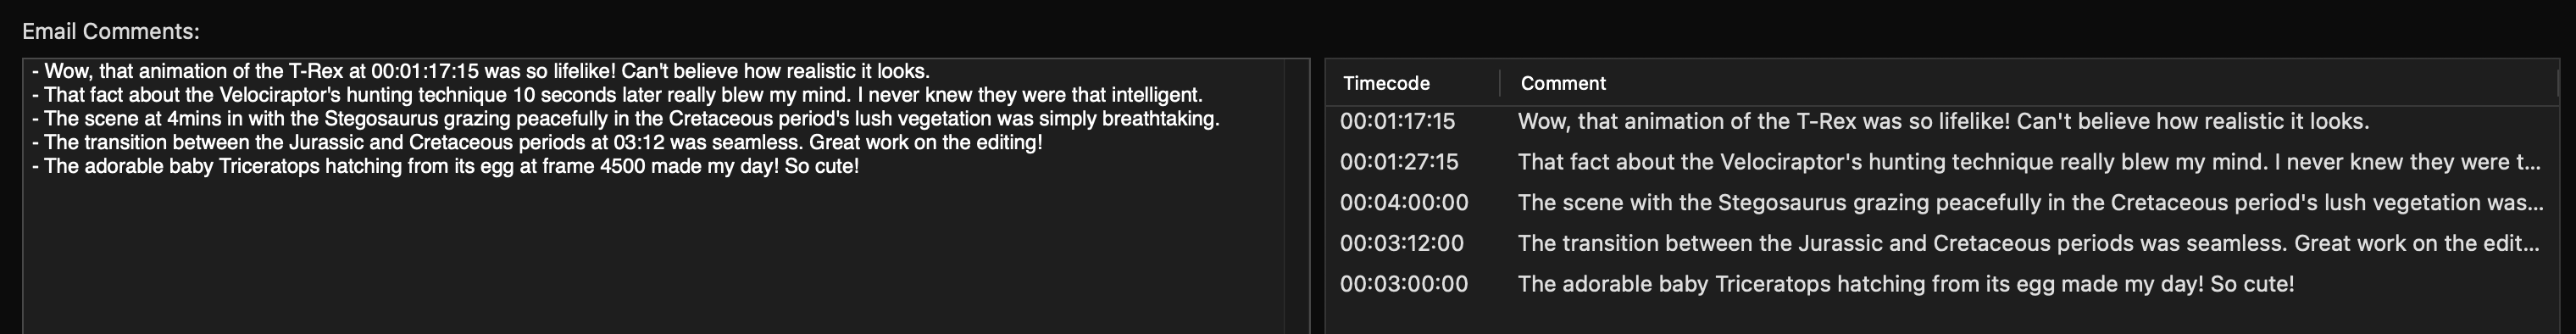 Email Comments:
- Wow, that animation of the T-Rex at 00:01:17:15 was so lifelike! Can't believe how realistic it looks.
- That fact about the Velociraptor's hunting technique 10 seconds later really blew my mind. I never knew they were that intelligent.
- The scene at 4mins in with the Stegosaurus grazing peacefully in the Cretaceous period's lush vegetation was simply breathtaking.
- The transition between the Jurassic and Cretaceous periods at 03:12 was seamless. Great work on the editing!
- The adorable baby Triceratops hatching from its egg at frame 4500 made my day! So cute!
Timecode Comment
00:01:17:15 Wow, that animation of the T-Rex was so lifelike! Can't believe how realistic it looks.
00:01:27:15 That fact about the Velociraptor's hunting technique really blew my mind. I never knew they were t...
00:04:00:00 The scene with the Stegosaurus grazing peacefully in the Cretaceous period's lush vegetation was...
00:03:12:00 The transition between the Jurassic and Cretaceous periods was seamless. Great work on the edit...
00:03:00:00 The adorable baby Triceratops hatching from its egg made my day! So cute!